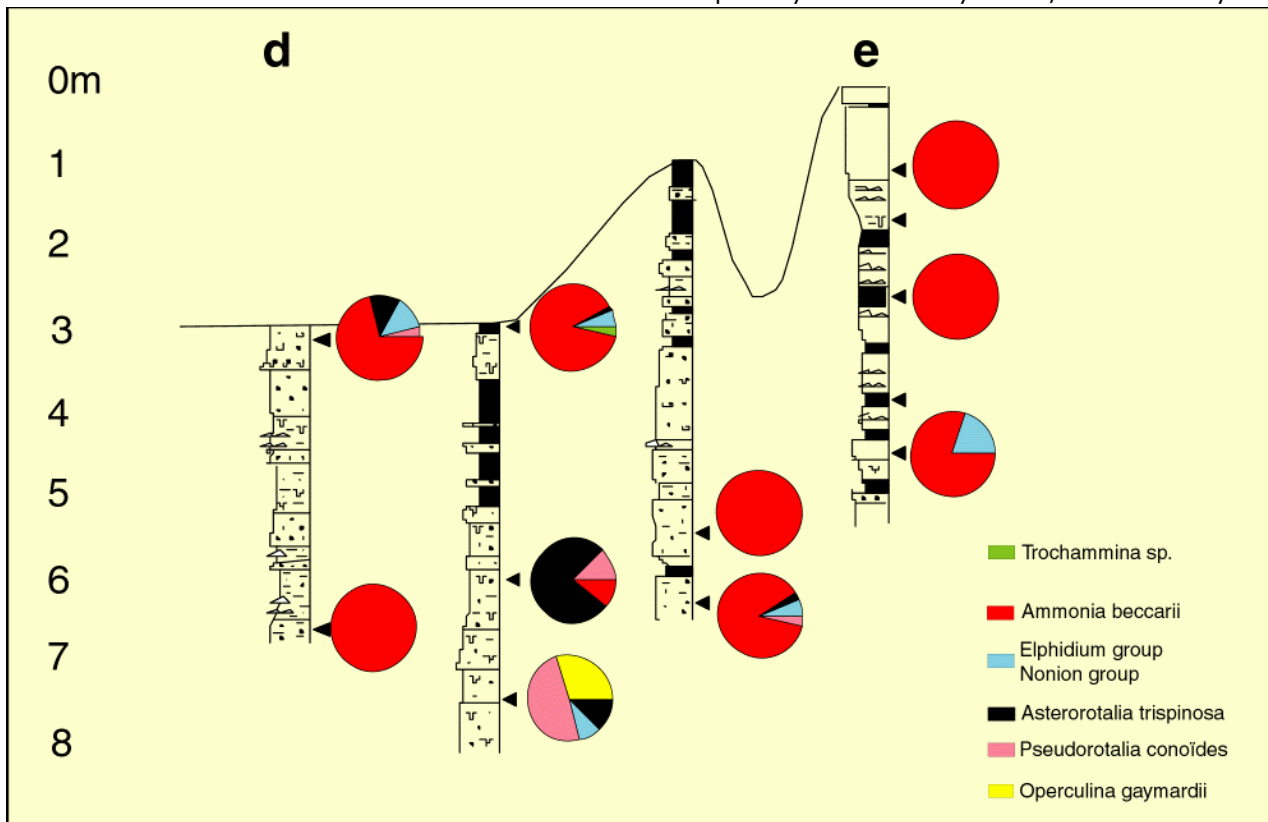 d e
0m
1
2
3
4
5
6
7
8
Trochammina sp.
Ammonia beccarii
Elphidium group
Nonion group
Asterorotalia trispinosa
Pseudorotalia conoïdes
Operculina gaymardii